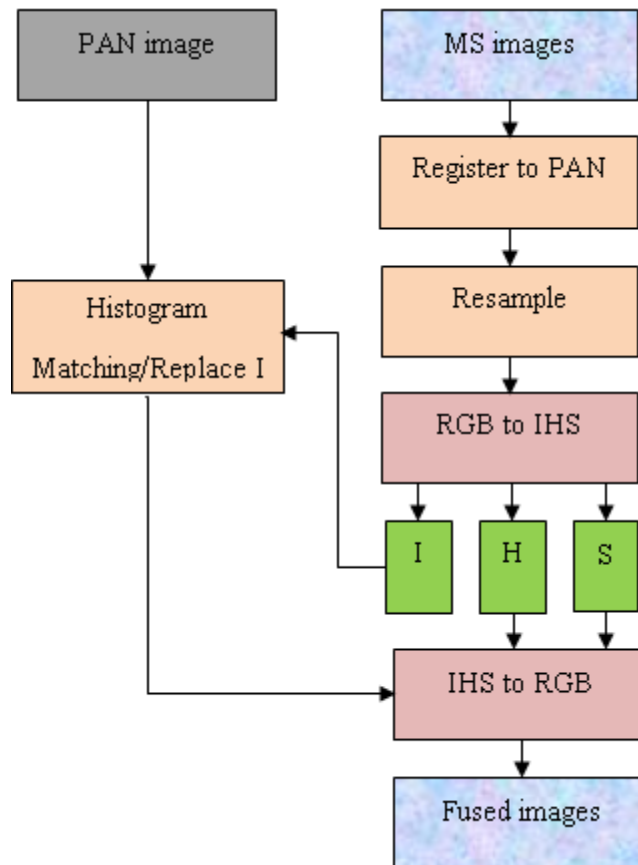 PAN image
MS images
Register to PAN
Resample
Histogram
Matching/Replace I
RGB to IHS
I
H
S
IHS to RGB
Fused images